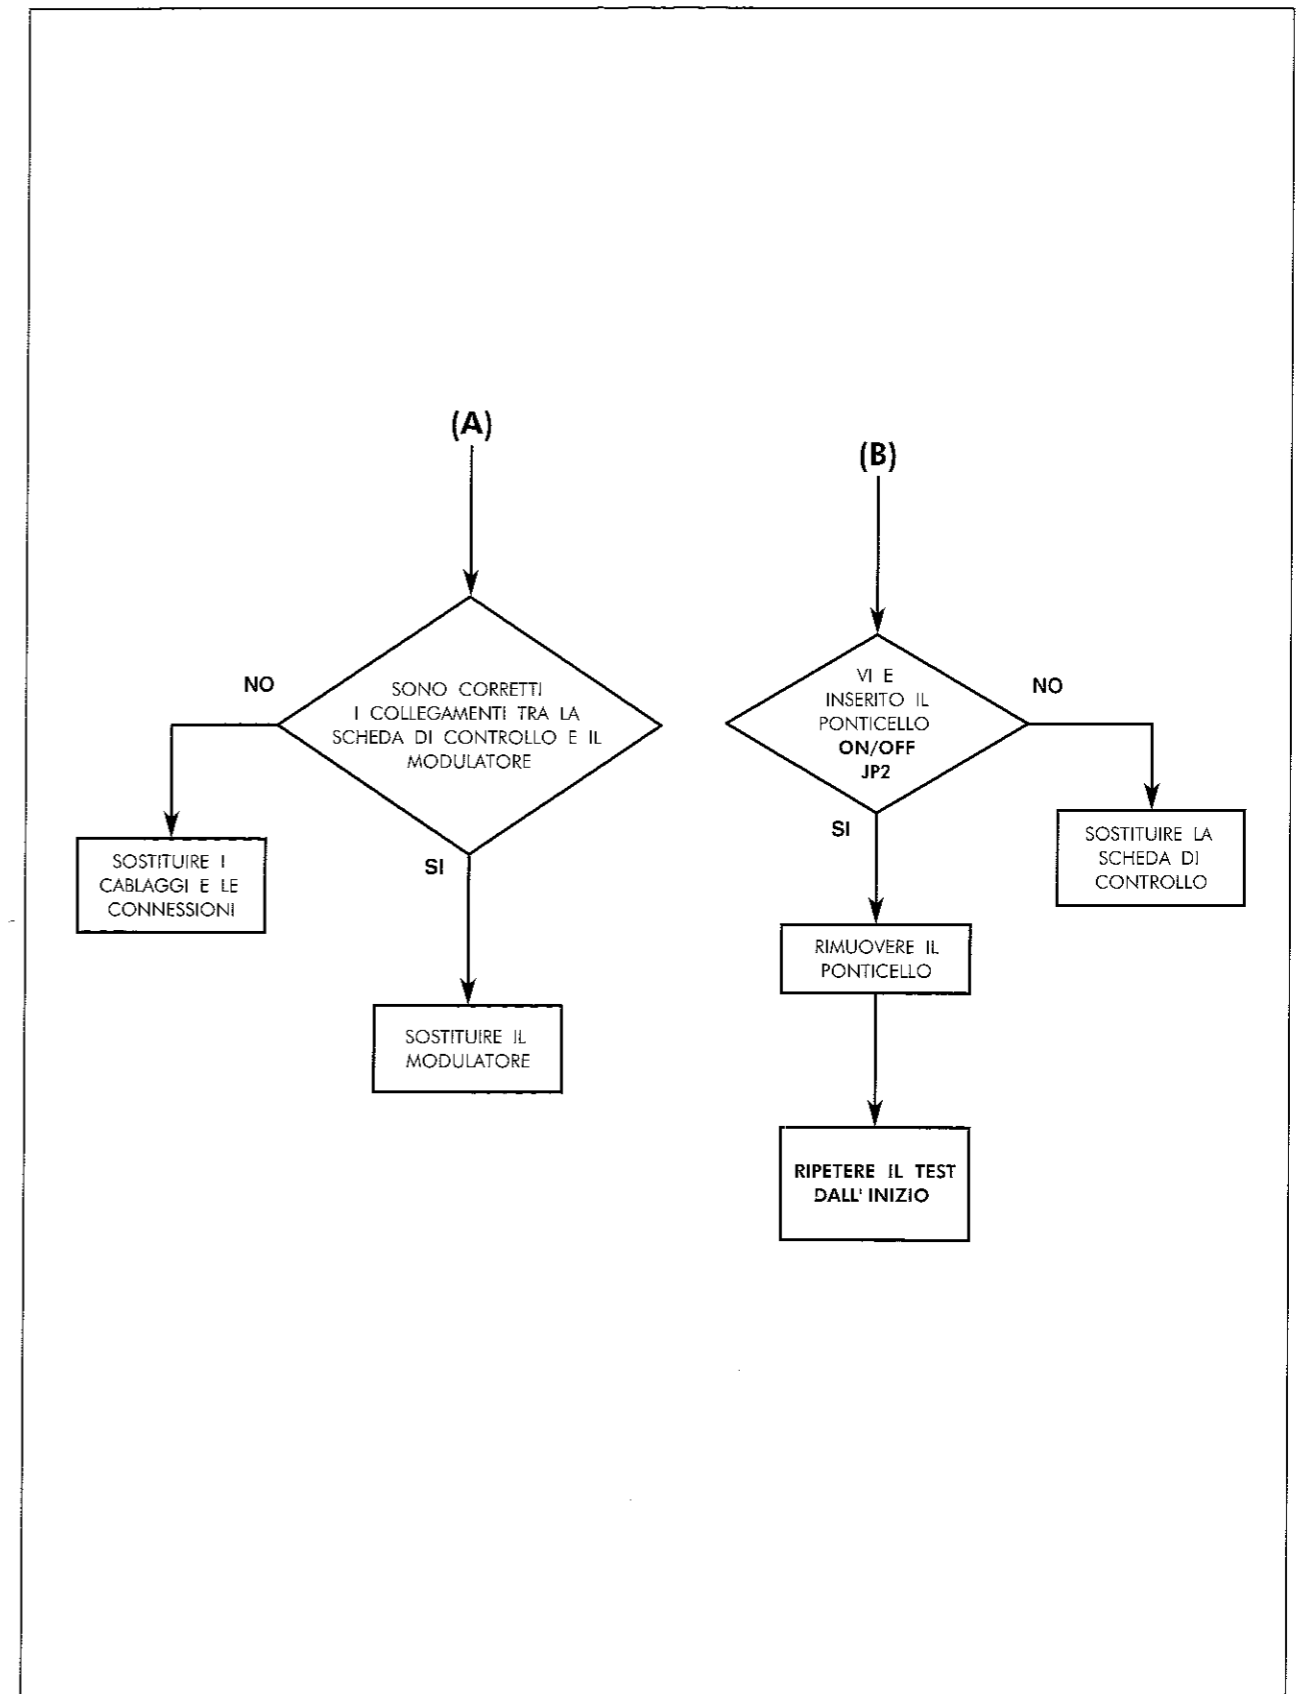 (A)
NO
SONO CORRETTI
I COLLEGAMENTI TRA LA
SCHEDA DI CONTROLLO E IL
MODULATORE
SI
SOSTITUIRE I
CABLAGGI E LE
CONNESSIONI
SOSTITUIRE IL
MODULATORE
(B)
VI E
INSERITO IL
PONTICELLO
ON/OFF
JP2
NO
SI
SOSTITUIRE LA
SCHEDA DI
CONTROLLO
RIMUOVERE IL
PONTICELLO
RIPETERE IL TEST
DALL' INIZIO